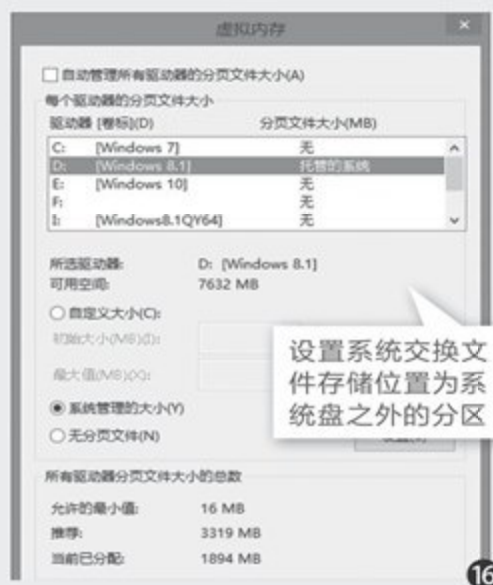 虚拟内存
×
自动管理所有驱动器的分页文件大小(A)
每个驱动器的分页文件大小
驱动器 [卷标](D) 分页文件大小(MB)
C: [Windows 7] 无
D: [Windows 8.1] 托管的系统
E: [Windows 10] 无
F: 无
I: [Windows8.1QY64] 无
所选驱动器: D: [Windows 8.1]
可用空间: 7632 MB
自定义大小(C):
初始大小(MB)(I):
最大值(MB)(X):
系统管理的大小(Y)
无分页文件(N)
设置系统交换文
件存储位置为系
统盘之外的分区
所有驱动器分页文件大小的总数
允许的最小值: 16 MB
推荐: 3319 MB
当前已分配: 1894 MB
16